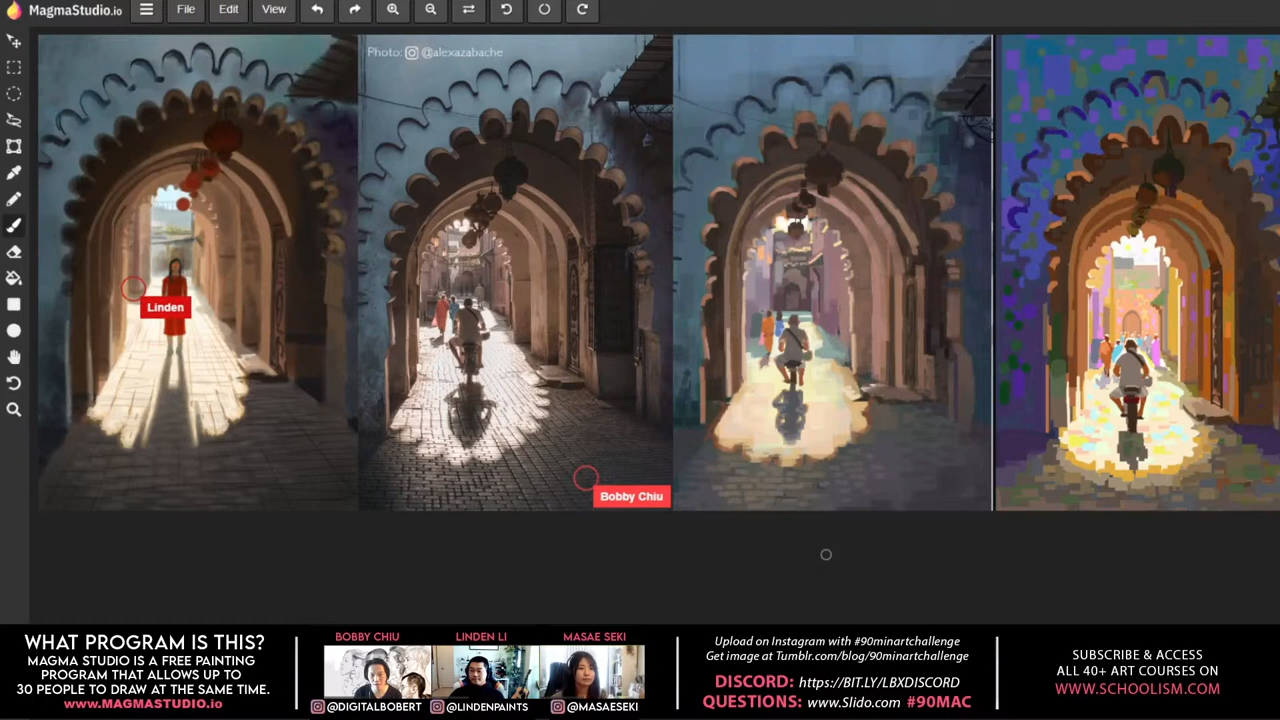 MagmaStudio.io
File
Edit
View
Photo: @alexazabache
Linden
Bobby Chiu
WHAT PROGRAM IS THIS?
MAGMA STUDIO IS A FREE PAINTING
PROGRAM THAT ALLOWS UP TO
30 PEOPLE TO DRAW AT THE SAME TIME.
www.MAGMASTUDIO.io
BOBBY CHIU
LINDEN LI
MASAE SEKI
@DIGITALBOBERT
@LINDENPAINTS
@MASAESEKI
Upload on Instagram with #90minartchallenge
Get image at Tumblr.com/blog/90minartchallenge
DISCORD: https://BIT.LY/LBXDISCORD
QUESTIONS: www.Slido.com #90MAC
SUBSCRIBE & ACCESS
ALL 40+ ART COURSES ON
WWW.SCHOOLISM.COM